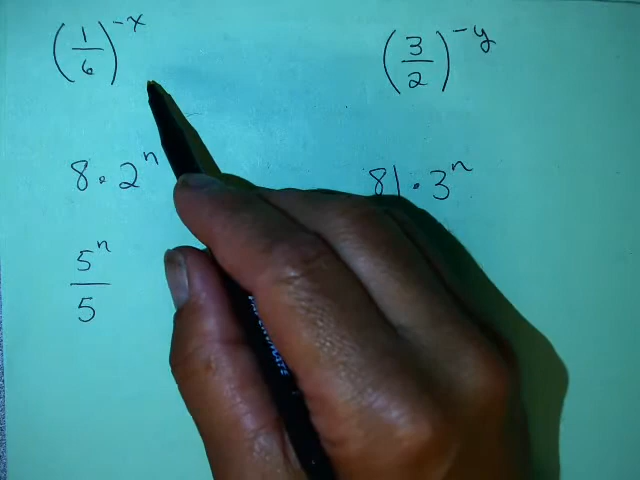 (1/6)^-x (3/2)^-y
8 · 2^n 81 · 3^n
5^n/5